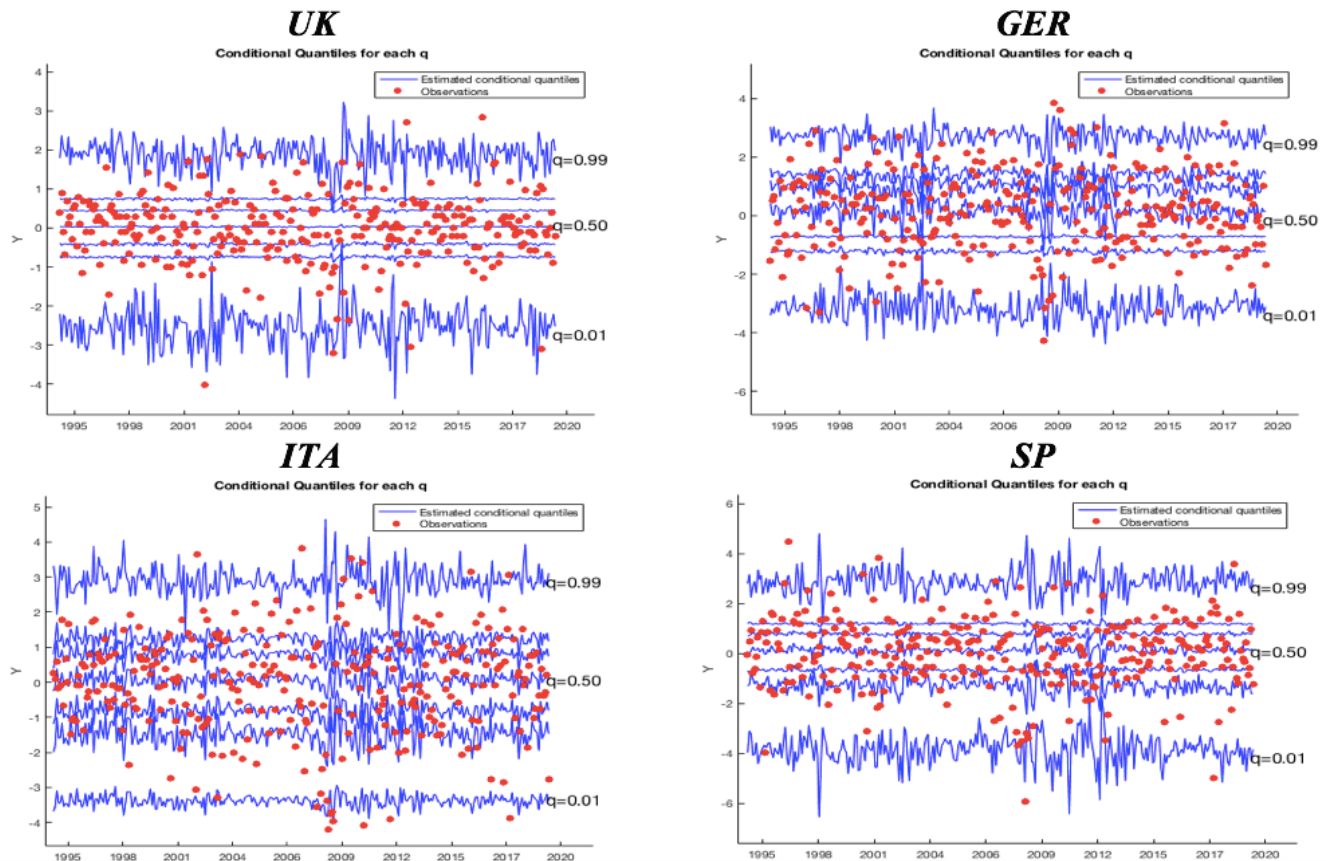 UK
Conditional Quantiles for each q
Estimated conditional quantiles
Observations
4
3
2
1
0
-1
-2
-3
-4
Y
q=0.99
q=0.50
q=0.01
1995 1998 2001 2004 2006 2009 2012 2015 2017 2020
GER
Conditional Quantiles for each q
Estimated conditional quantiles
Observations
4
2
0
-2
-4
-6
Y
q=0.99
q=0.50
q=0.01
1995 1998 2001 2004 2006 2009 2012 2015 2017 2020
ITA
Conditional Quantiles for each q
Estimated conditional quantiles
Observations
5
4
3
2
1
0
-1
-2
-3
-4
Y
q=0.99
q=0.50
q=0.01
1995 1998 2001 2004 2006 2009 2012 2015 2017 2020
SP
Conditional Quantiles for each q
Estimated conditional quantiles
Observations
6
4
2
0
-2
-4
-6
Y
q=0.99
q=0.50
q=0.01
1995 1998 2001 2004 2006 2009 2012 2015 2017 2020